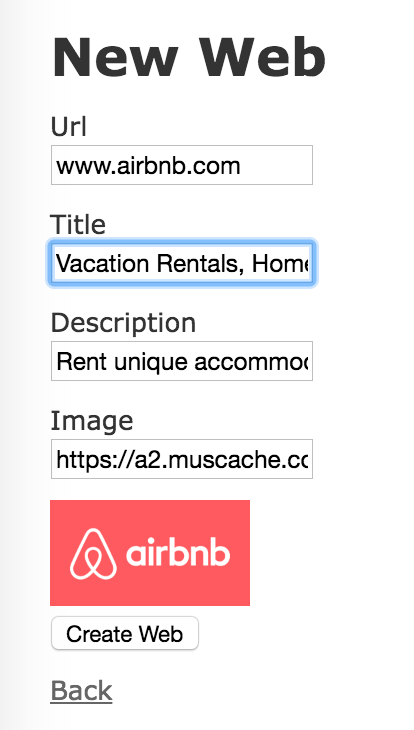 New Web
Url
www.airbnb.com
Title
Vacation Rentals, Home
Description
Rent unique accommod
Image
https://a2.muscache.co
airbnb
Create Web
Back